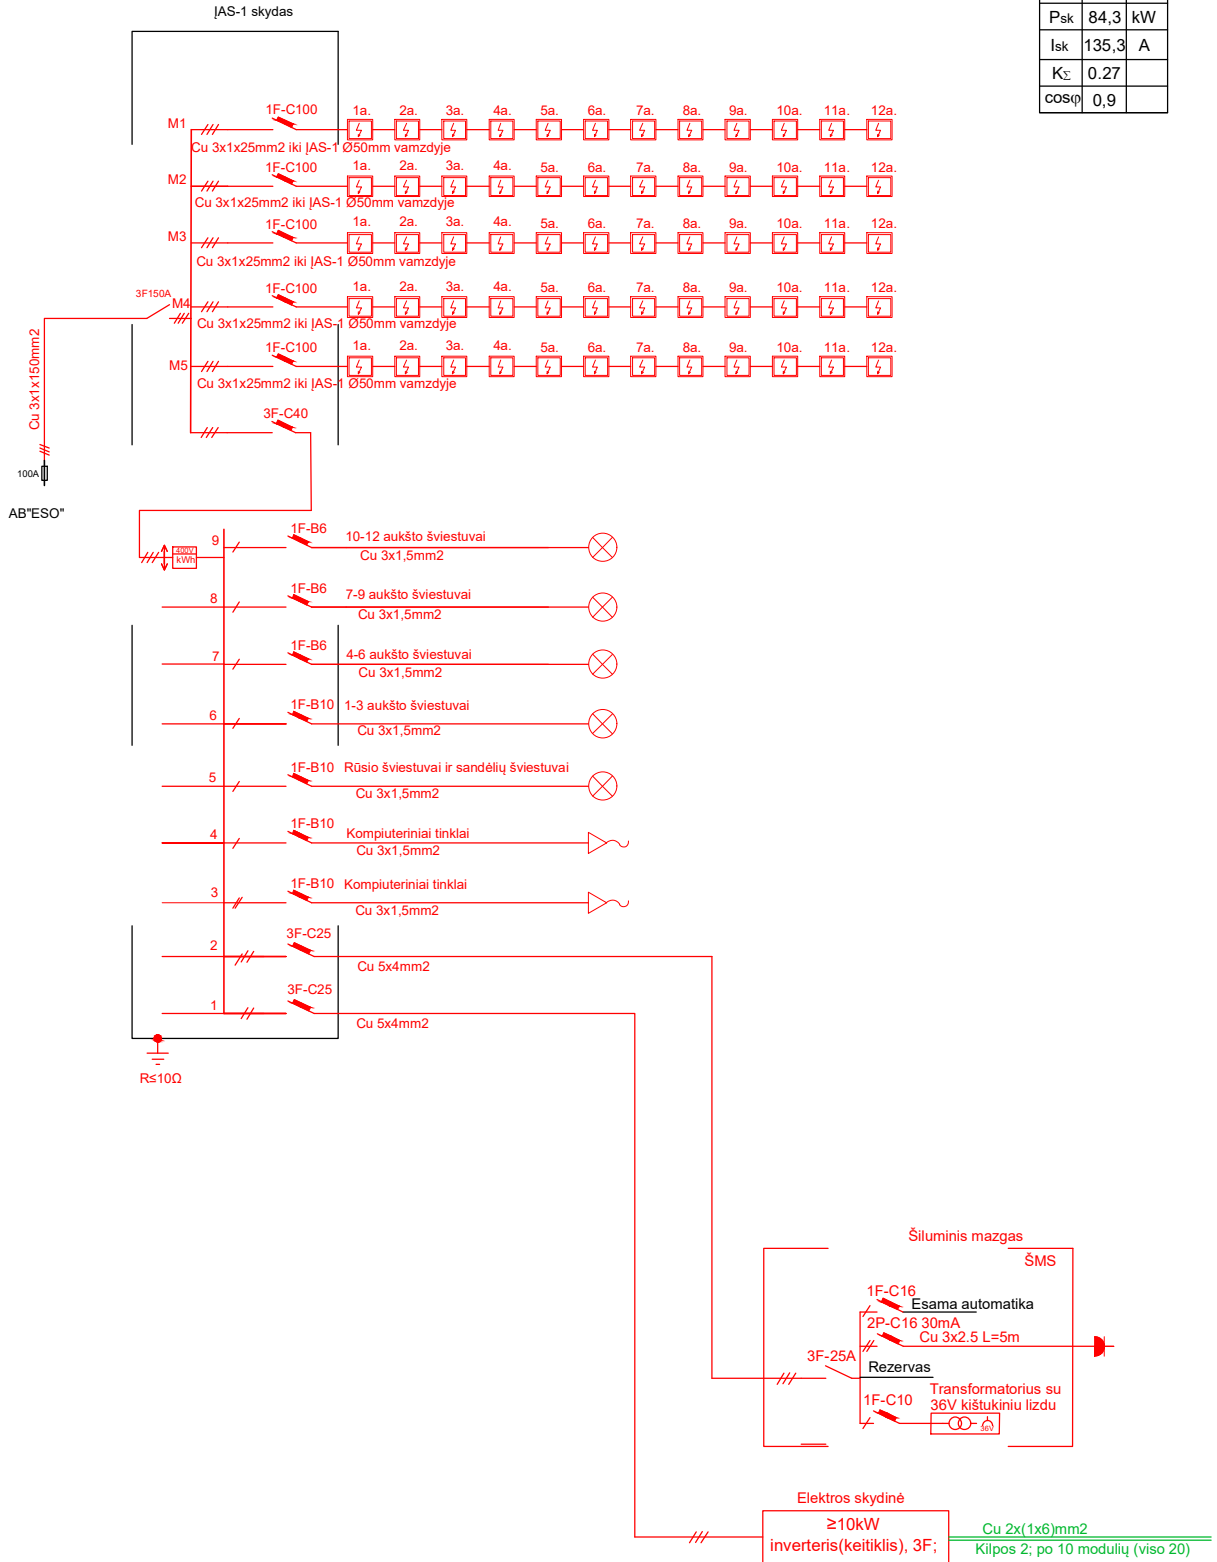 ĮAS-1 skydas
Psk 84,3 kW
Isk 135,3 A
KΣ 0.27
cosφ 0,9
M1 1F-C100 1a. 2a. 3a. 4a. 5a. 6a. 7a. 8a. 9a. 10a. 11a. 12a.
Cu 3x1x25mm2 iki ĮAS-1 Ø50mm vamzdyje
M2 1F-C100 1a. 2a. 3a. 4a. 5a. 6a. 7a. 8a. 9a. 10a. 11a. 12a.
Cu 3x1x25mm2 iki ĮAS-1 Ø50mm vamzdyje
M3 1F-C100 1a. 2a. 3a. 4a. 5a. 6a. 7a. 8a. 9a. 10a. 11a. 12a.
Cu 3x1x25mm2 iki ĮAS-1 Ø50mm vamzdyje
3F150A
M4 1F-C100 1a. 2a. 3a. 4a. 5a. 6a. 7a. 8a. 9a. 10a. 11a. 12a.
Cu 3x1x25mm2 iki ĮAS-1 Ø50mm vamzdyje
M5 1F-C100 1a. 2a. 3a. 4a. 5a. 6a. 7a. 8a. 9a. 10a. 11a. 12a.
Cu 3x1x25mm2 iki ĮAS-1 Ø50mm vamzdyje
Cu 3x1x150mm2
3F-C40
100A
AB"ESO"
400V
kWh
9 1F-B6 10-12 aukšto šviestuvai
Cu 3x1,5mm2
8 1F-B6 7-9 aukšto šviestuvai
Cu 3x1,5mm2
7 1F-B6 4-6 aukšto šviestuvai
Cu 3x1,5mm2
6 1F-B10 1-3 aukšto šviestuvai
Cu 3x1,5mm2
5 1F-B10 Rūsio šviestuvai ir sandėlių šviestuvai
Cu 3x1,5mm2
4 1F-B10 Kompiuteriniai tinklai
Cu 3x1,5mm2
3 1F-B10 Kompiuteriniai tinklai
Cu 3x1,5mm2
2 3F-C25
Cu 5x4mm2
1 3F-C25
Cu 5x4mm2
R≤10Ω
Šiluminis mazgas
ŠMS
1F-C16
Esama automatika
2P-C16 30mA
Cu 3x2.5 L=5m
3F-25A
Rezervas
1F-C10
Transformatorius su
36V kištukiniu lizdu
36V
Elektros skydinė
≥10kW
inverteris(keitiklis), 3F;
Cu 2x(1x6)mm2
Kilpos 2; po 10 modulių (viso 20)